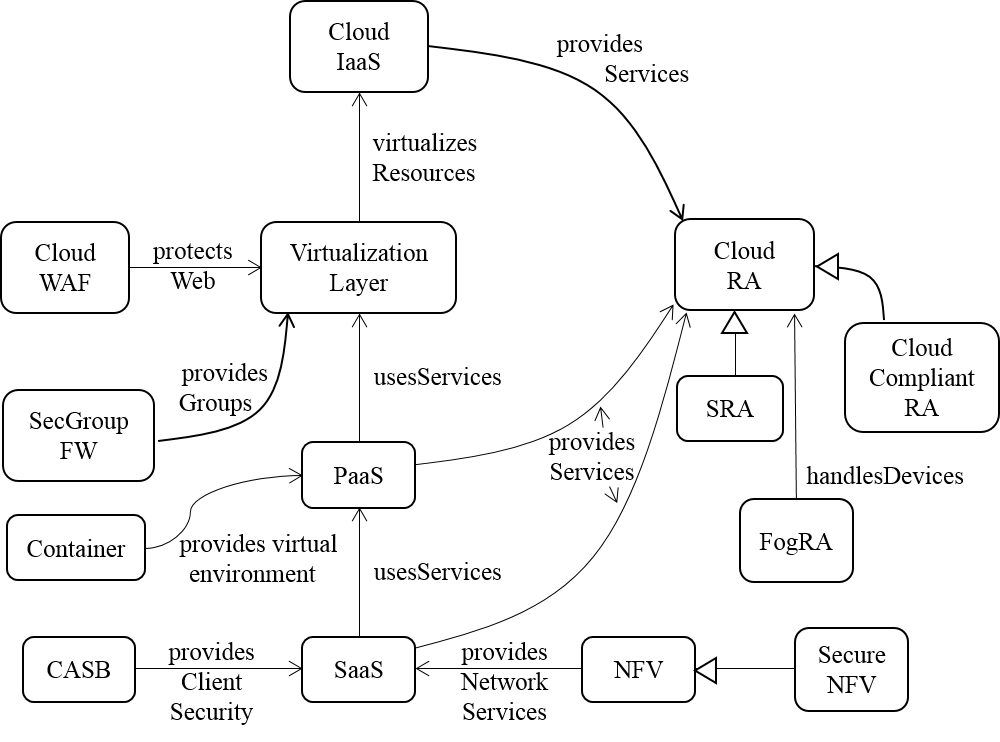 Cloud
IaaS
provides
Services
virtualizes
Resources
Cloud
WAF
protects
Web
Virtualization
Layer
Cloud
RA
provides
Groups
usesServices
SRA
Cloud
Compliant
RA
SecGroup
FW
PaaS
provides
Services
handlesDevices
Container
provides virtual
environment
usesServices
FogRA
CASB
provides
Client
Security
SaaS
provides
Network
Services
NFV
Secure
NFV